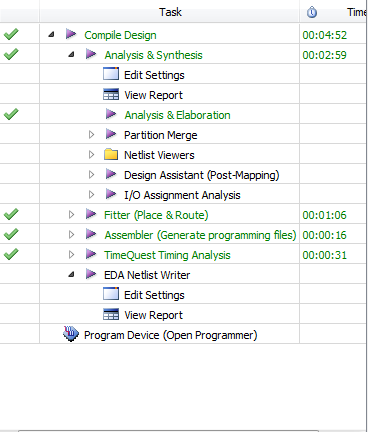 Task Time
Compile Design 00:04:52
Analysis & Synthesis 00:02:59
Edit Settings
View Report
Analysis & Elaboration
Partition Merge
Netlist Viewers
Design Assistant (Post-Mapping)
I/O Assignment Analysis
Fitter (Place & Route) 00:01:06
Assembler (Generate programming files) 00:00:16
TimeQuest Timing Analysis 00:00:31
EDA Netlist Writer
Edit Settings
View Report
Program Device (Open Programmer)